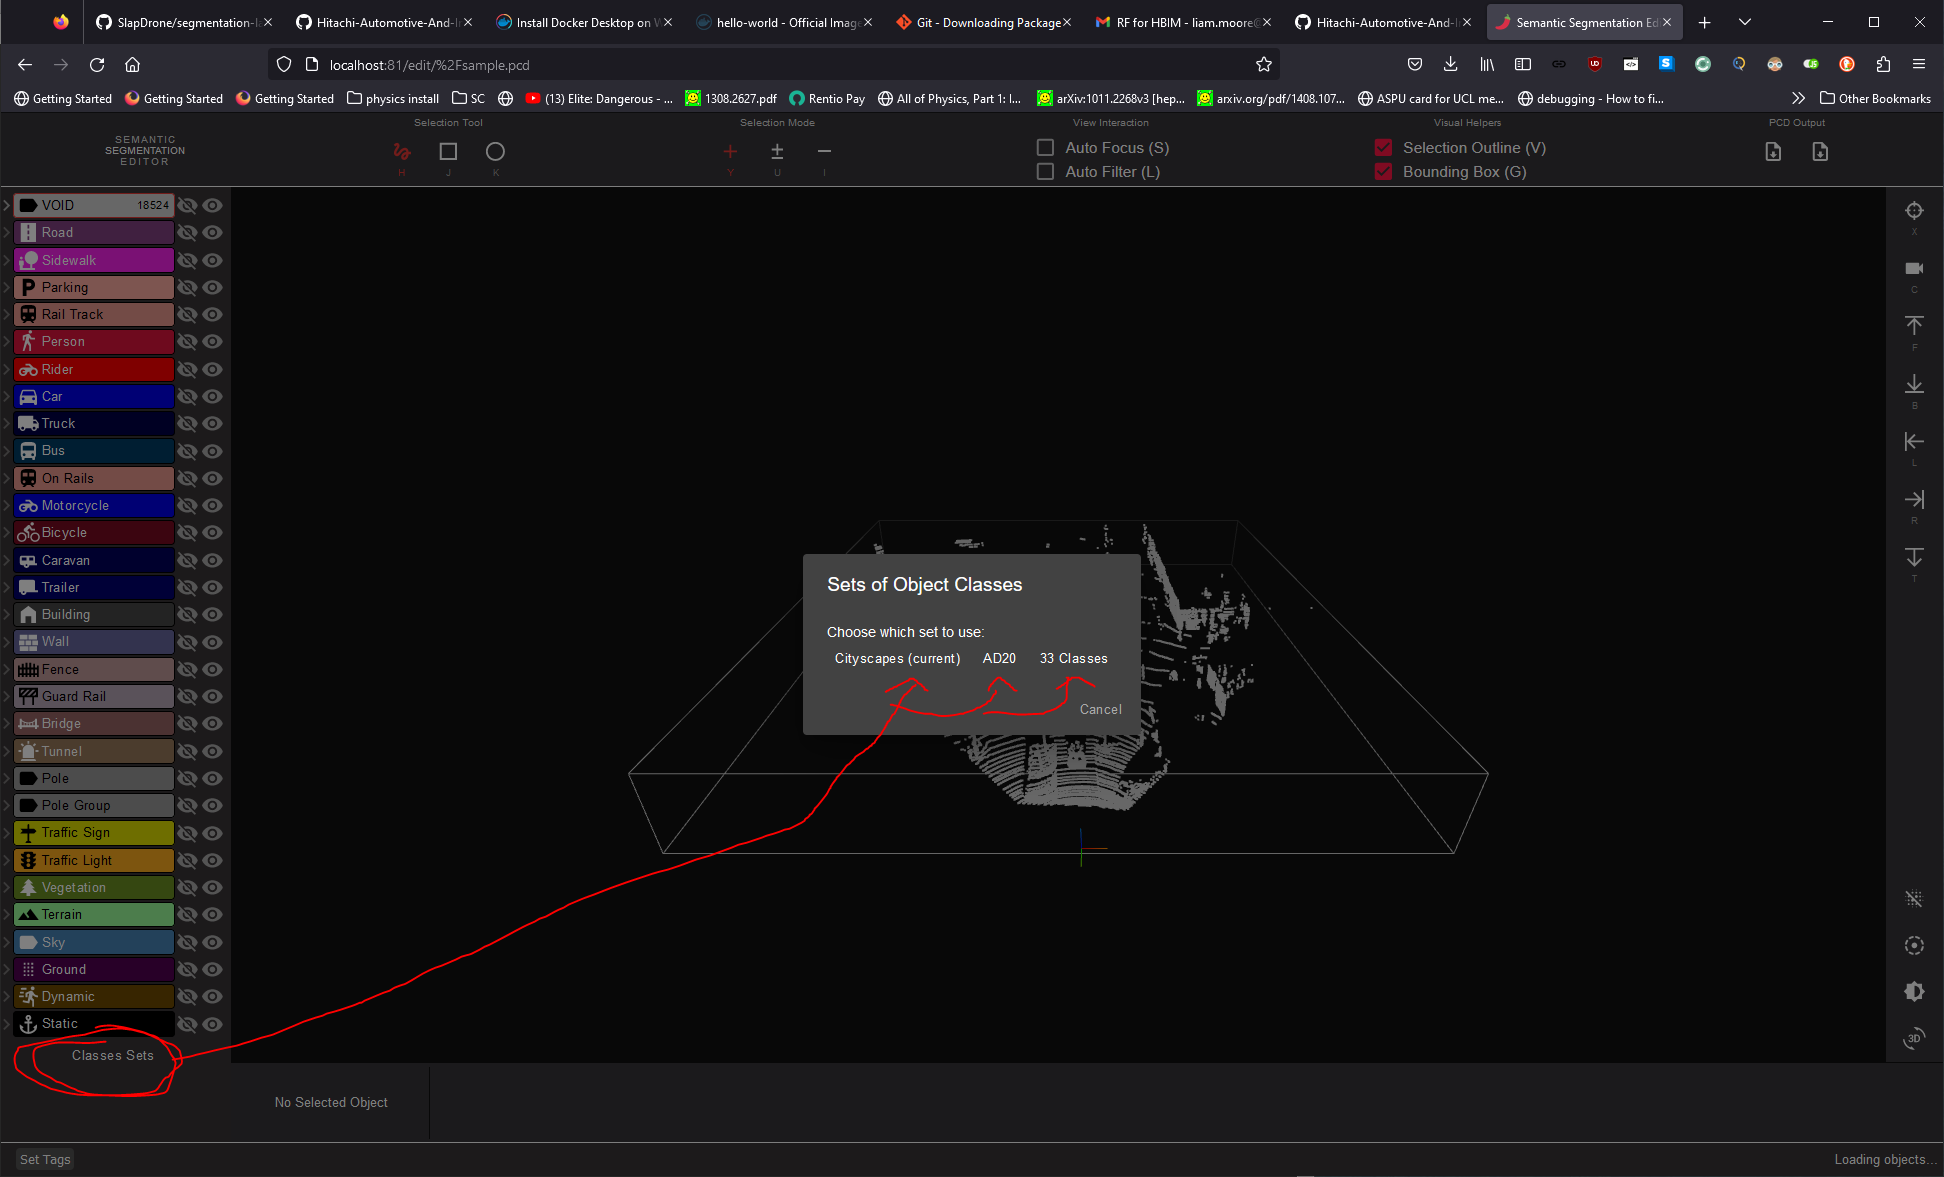 SlapDrone/segmentation-l
Hitachi-Automotive-And-In
Install Docker Desktop on W
hello-world - Official Image
Git - Downloading Package
RF for HBIM - liam.moore@
Hitachi-Automotive-And-I
Semantic Segmentation Ed
localhost:81/edit/%2Fsample.pcd
Getting Started
Getting Started
Getting Started
physics install
SC
(13) Elite: Dangerous - ...
1308.2627.pdf
Rentio Pay
All of Physics, Part 1: I...
arXiv:1011.2268v3 [hep...
arxiv.org/pdf/1408.107...
ASPU card for UCL me...
debugging - How to fi...
Other Bookmarks
SEMANTIC
SEGMENTATION
EDITOR
Selection Tool
H
J
K
Selection Mode
Y
U
I
View Interaction
Auto Focus (S)
Auto Filter (L)
Visual Helpers
Selection Outline (V)
Bounding Box (G)
PCD Output
VOID 18524
Road
Sidewalk
Parking
Rail Track
Person
Rider
Car
Truck
Bus
On Rails
Motorcycle
Bicycle
Caravan
Trailer
Building
Wall
Fence
Guard Rail
Bridge
Tunnel
Pole
Pole Group
Traffic Sign
Traffic Light
Vegetation
Terrain
Sky
Ground
Dynamic
Static
Classes Sets
Sets of Object Classes
Choose which set to use:
Cityscapes (current) AD20 33 Classes
Cancel
X
C
F
B
L
R
T
3D
No Selected Object
Set Tags
Loading objects...